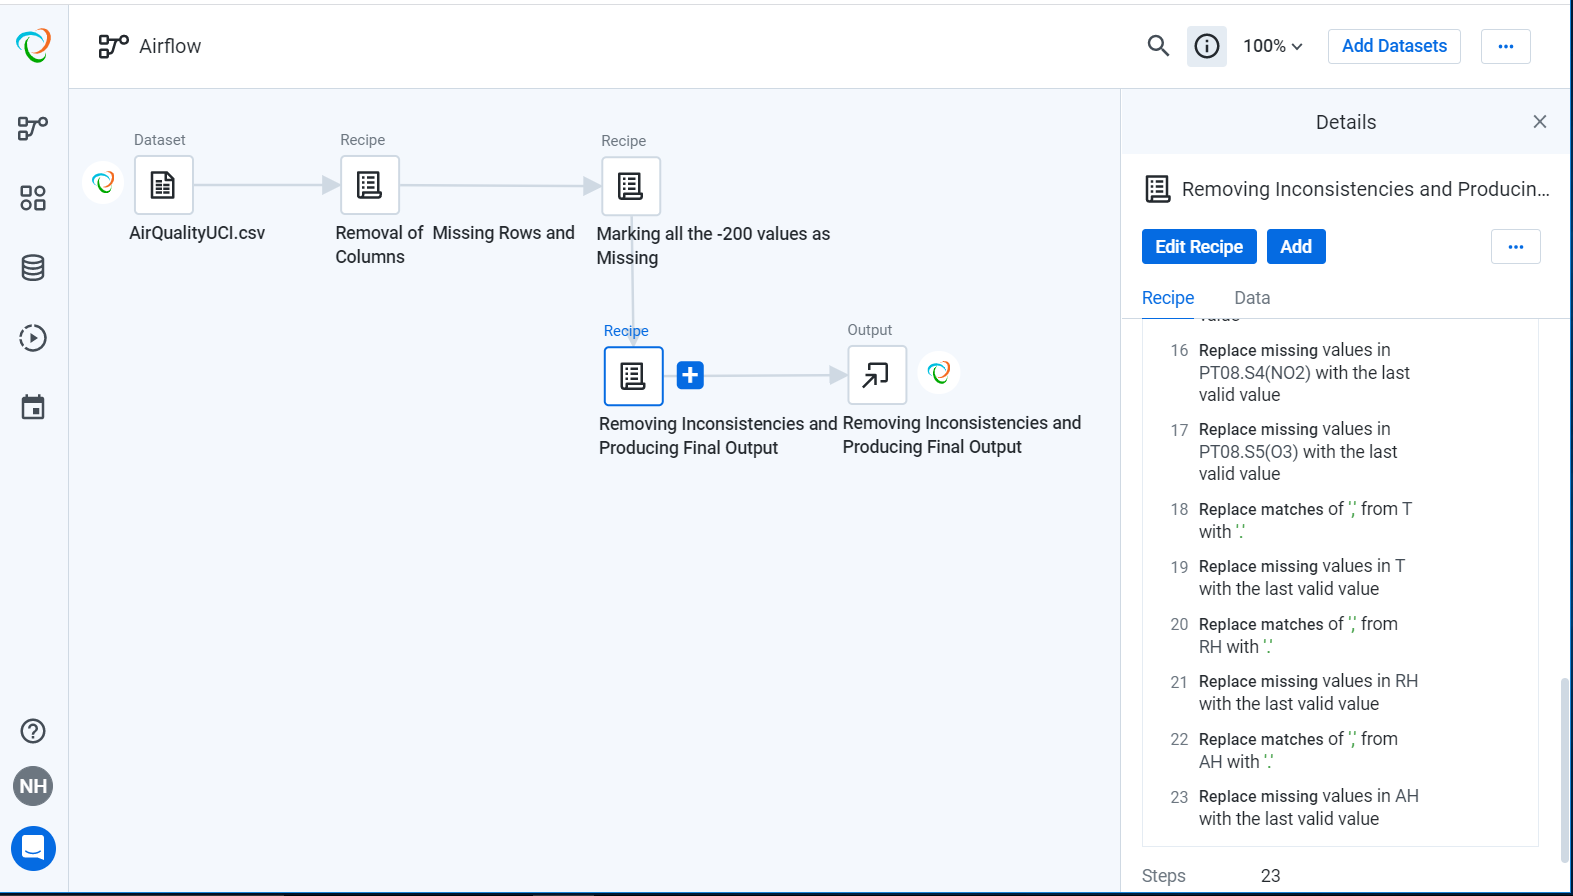 Airflow
100%
Add Datasets
Dataset
Recipe
Recipe
AirQualityUCI.csv
Removal of  Missing Rows and
Columns
Marking all the -200 values as
Missing
Recipe
Output
Removing Inconsistencies and
Producing Final Output
Removing Inconsistencies and
Producing Final Output
NH
Details
Removing Inconsistencies and Producin...
Edit Recipe
Add
Recipe
Data
value
16 Replace missing values in
PT08.S4(NO2) with the last
valid value
17 Replace missing values in
PT08.S5(O3) with the last
valid value
18 Replace matches of ',' from T
with '.'
19 Replace missing values in T
with the last valid value
20 Replace matches of ',' from
RH with '.'
21 Replace missing values in RH
with the last valid value
22 Replace matches of ',' from
AH with '.'
23 Replace missing values in AH
with the last valid value
Steps 23